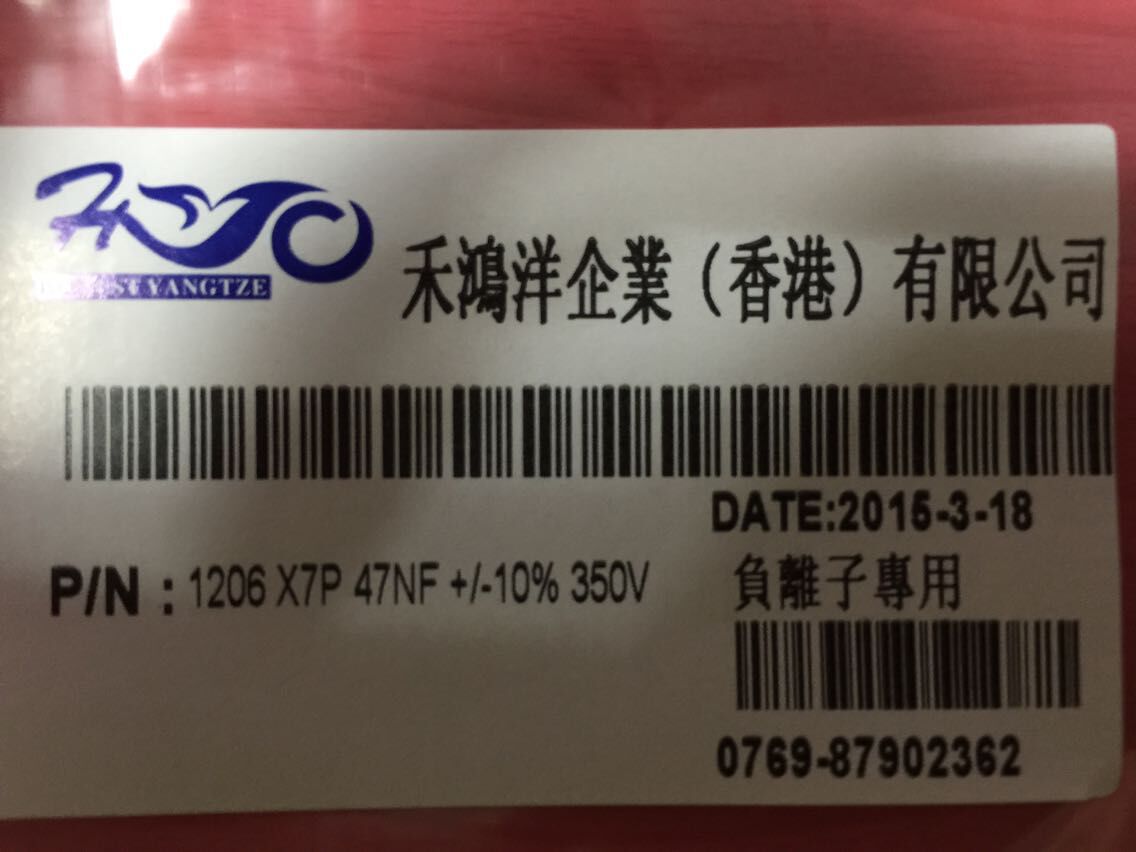 YANGTZE
禾鴻洋企業（香港）有限公司
DATE:2015-3-18
P/N : 1206 X7P 47NF +/-10% 350V
負離子專用
0769-87902362